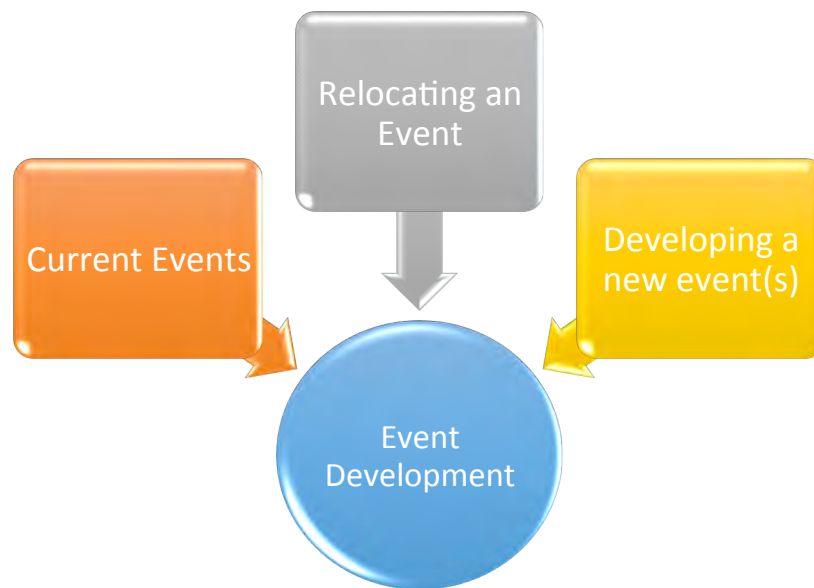 Relocating an
Event
Current Events
Developing a
new event(s)
Event
Development